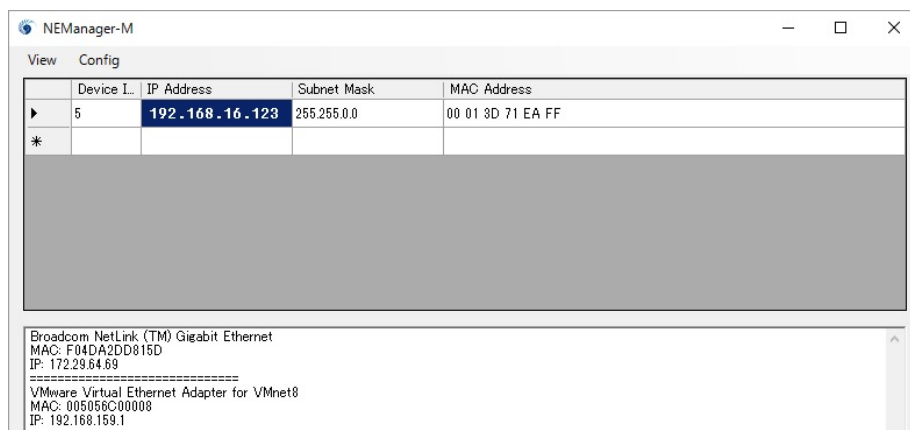 NEManager-M
View Config
Device I... IP Address Subnet Mask MAC Address
5 192.168.16.123 255.255.0.0 00 01 3D 71 EA FF
Broadcom NetLink (TM) Gigabit Ethernet
MAC: F04DA2DD815D
IP: 172.29.64.69
==============================
VMware Virtual Ethernet Adapter for VMnet8
MAC: 005056C00008
IP: 192.168.159.1